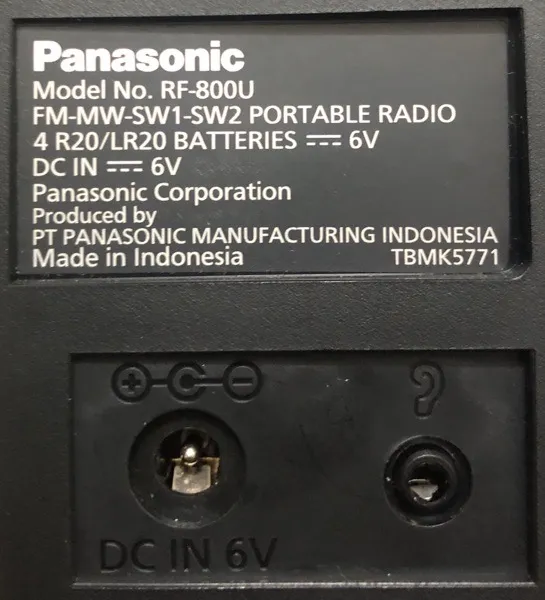 Panasonic
Model No. RF-800U
FM-MW-SW1-SW2 PORTABLE RADIO
4 R20/LR20 BATTERIES ⎓ 6V
DC IN ⎓ 6V
Panasonic Corporation
Produced by
PT PANASONIC MANUFACTURING INDONESIA
Made in Indonesia TBMK5771
DC IN 6V